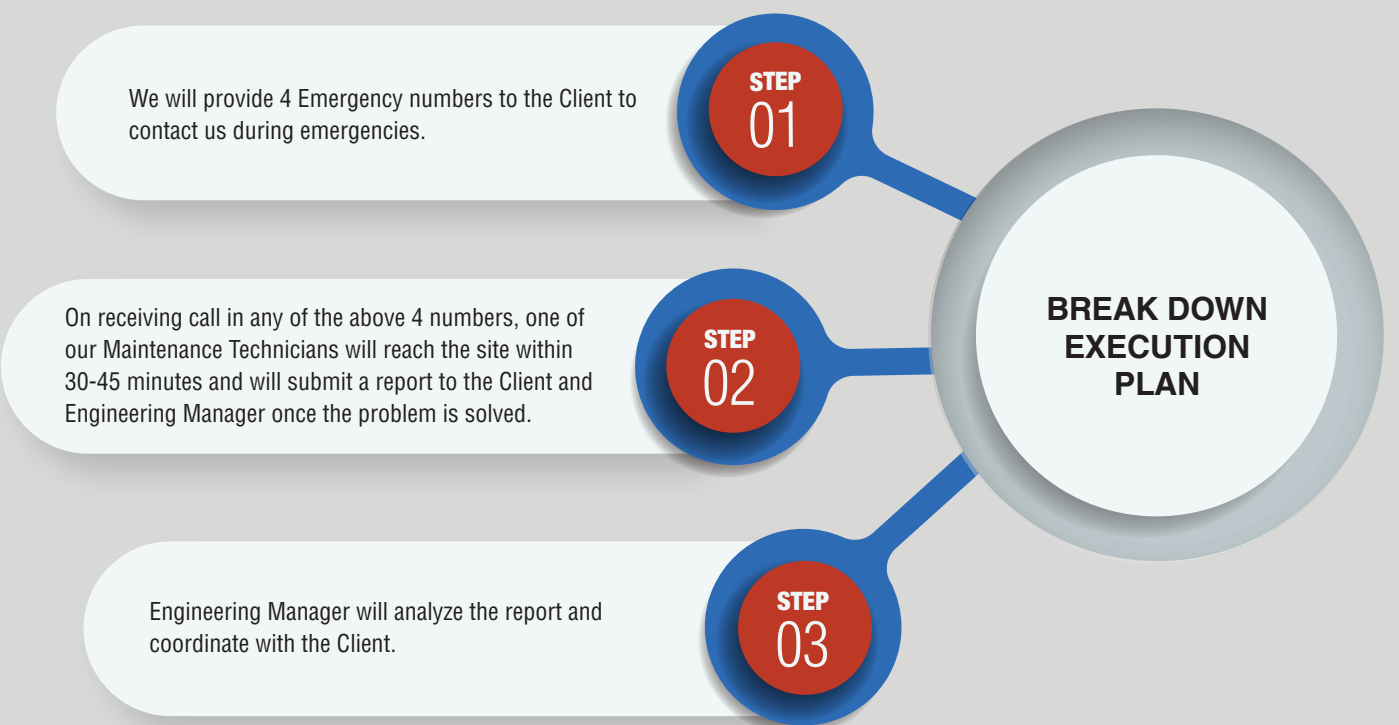 STEP
01
We will provide 4 Emergency numbers to the Client to
contact us during emergencies.
STEP
02
On receiving call in any of the above 4 numbers, one of
our Maintenance Technicians will reach the site within
30-45 minutes and will submit a report to the Client and
Engineering Manager once the problem is solved.
STEP
03
Engineering Manager will analyze the report and
coordinate with the Client.
BREAK DOWN
EXECUTION
PLAN